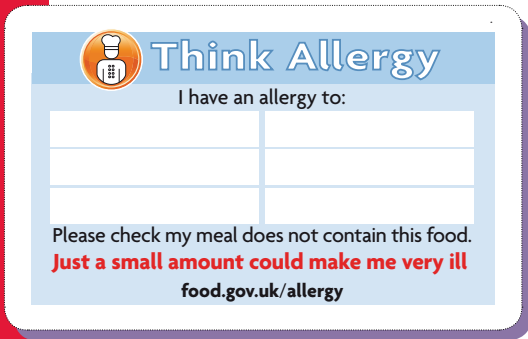 Think Allergy
I have an allergy to:
Please check my meal does not contain this food.
Just a small amount could make me very ill
food.gov.uk/allergy